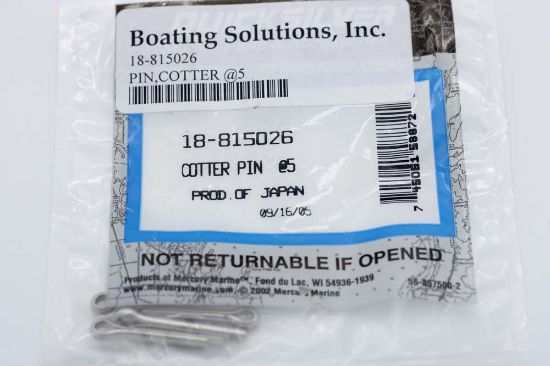 Boating Solutions, Inc.
18-815026
PIN,COTTER @5
18-815026
COTTER PIN @5
PROD. OF JAPAN
09/16/05
NOT RETURNABLE IF OPENED
Products of Mercury Marine™, Fond du Lac, WI 54936-1939
www.mercurymarine.com © 2002 Mercury Marine
56-857500-2